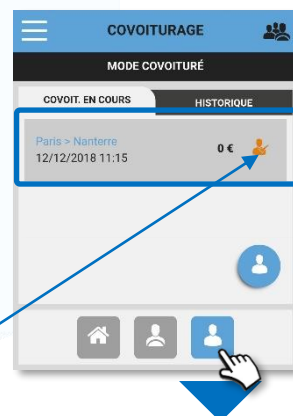 COVOITURAGE
MODE COVOITURÉ
COVOIT. EN COURS
HISTORIQUE
Paris > Nanterre
12/12/2018 11:15
0 €